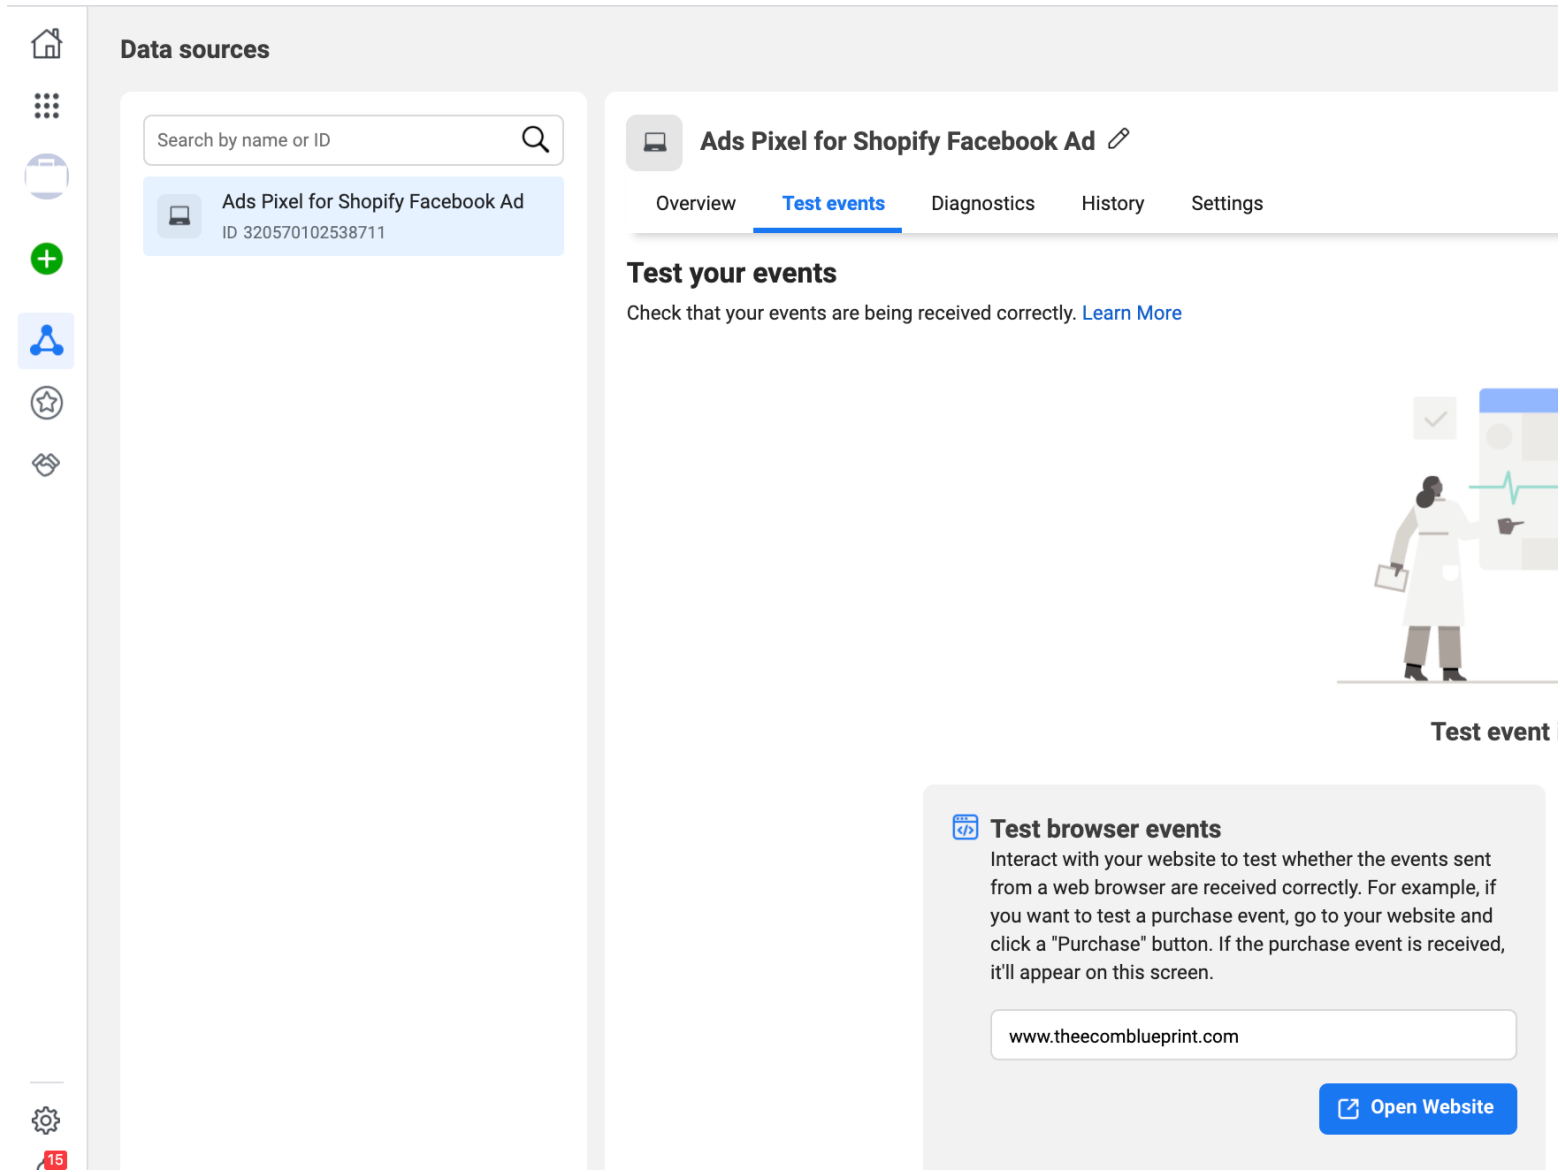 Data sources
Search by name or ID
Ads Pixel for Shopify Facebook Ad
ID 320570102538711
Ads Pixel for Shopify Facebook Ad
Overview Test events Diagnostics History Settings
Test your events
Check that your events are being received correctly. Learn More
Test event
Test browser events
Interact with your website to test whether the events sent
from a web browser are received correctly. For example, if
you want to test a purchase event, go to your website and
click a "Purchase" button. If the purchase event is received,
it'll appear on this screen.
www.theecomblueprint.com
Open Website
15